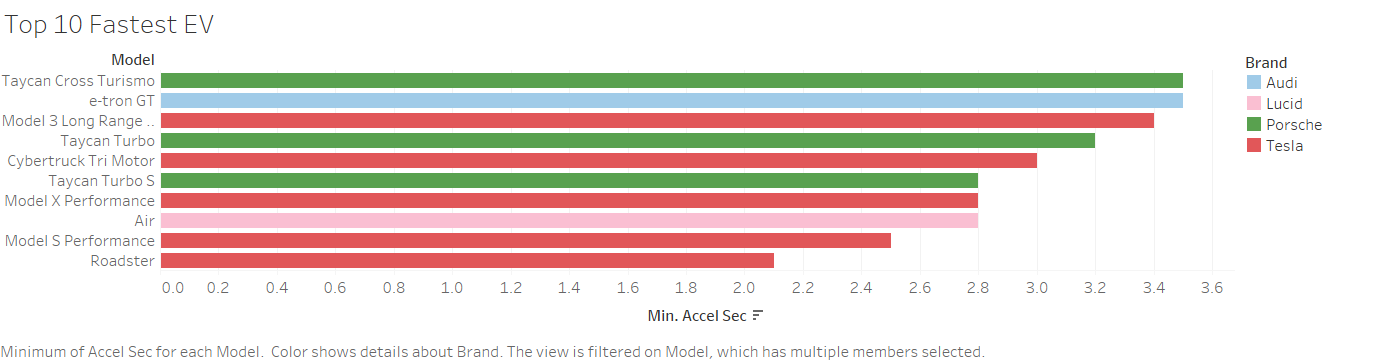 Top 10 Fastest EV
Model
Taycan Cross Turismo
e-tron GT
Model 3 Long Range ..
Taycan Turbo
Cybertruck Tri Motor
Taycan Turbo S
Model X Performance
Air
Model S Performance
Roadster
0.0 0.2 0.4 0.6 0.8 1.0 1.2 1.4 1.6 1.8 2.0 2.2 2.4 2.6 2.8 3.0 3.2 3.4 3.6
Min. Accel Sec
Brand
Audi
Lucid
Porsche
Tesla
Minimum of Accel Sec for each Model. Color shows details about Brand. The view is filtered on Model, which has multiple members selected.